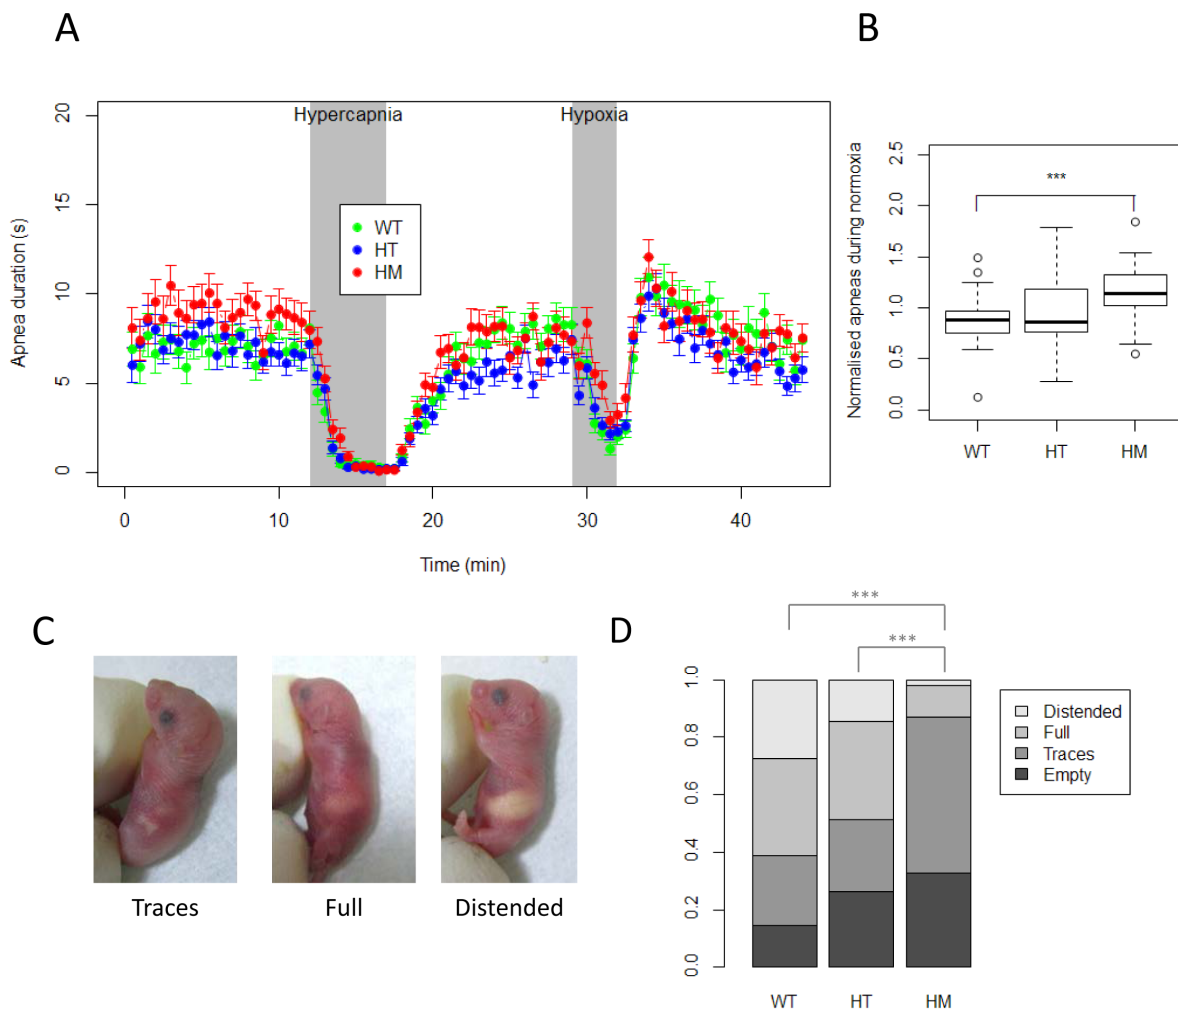 A
B
Hypercapnia
Hypoxia
WT
HT
HM
Apnea duration (s)
20
15
10
5
0
0
10
20
30
40
Time (min)
***
Normalised apneas during normoxia
2.5
2.0
1.5
1.0
0.5
0.0
WT
HT
HM
C
Traces
Full
Distended
D
***
***
1.0
0.8
0.6
0.4
0.2
0.0
WT
HT
HM
Distended
Full
Traces
Empty